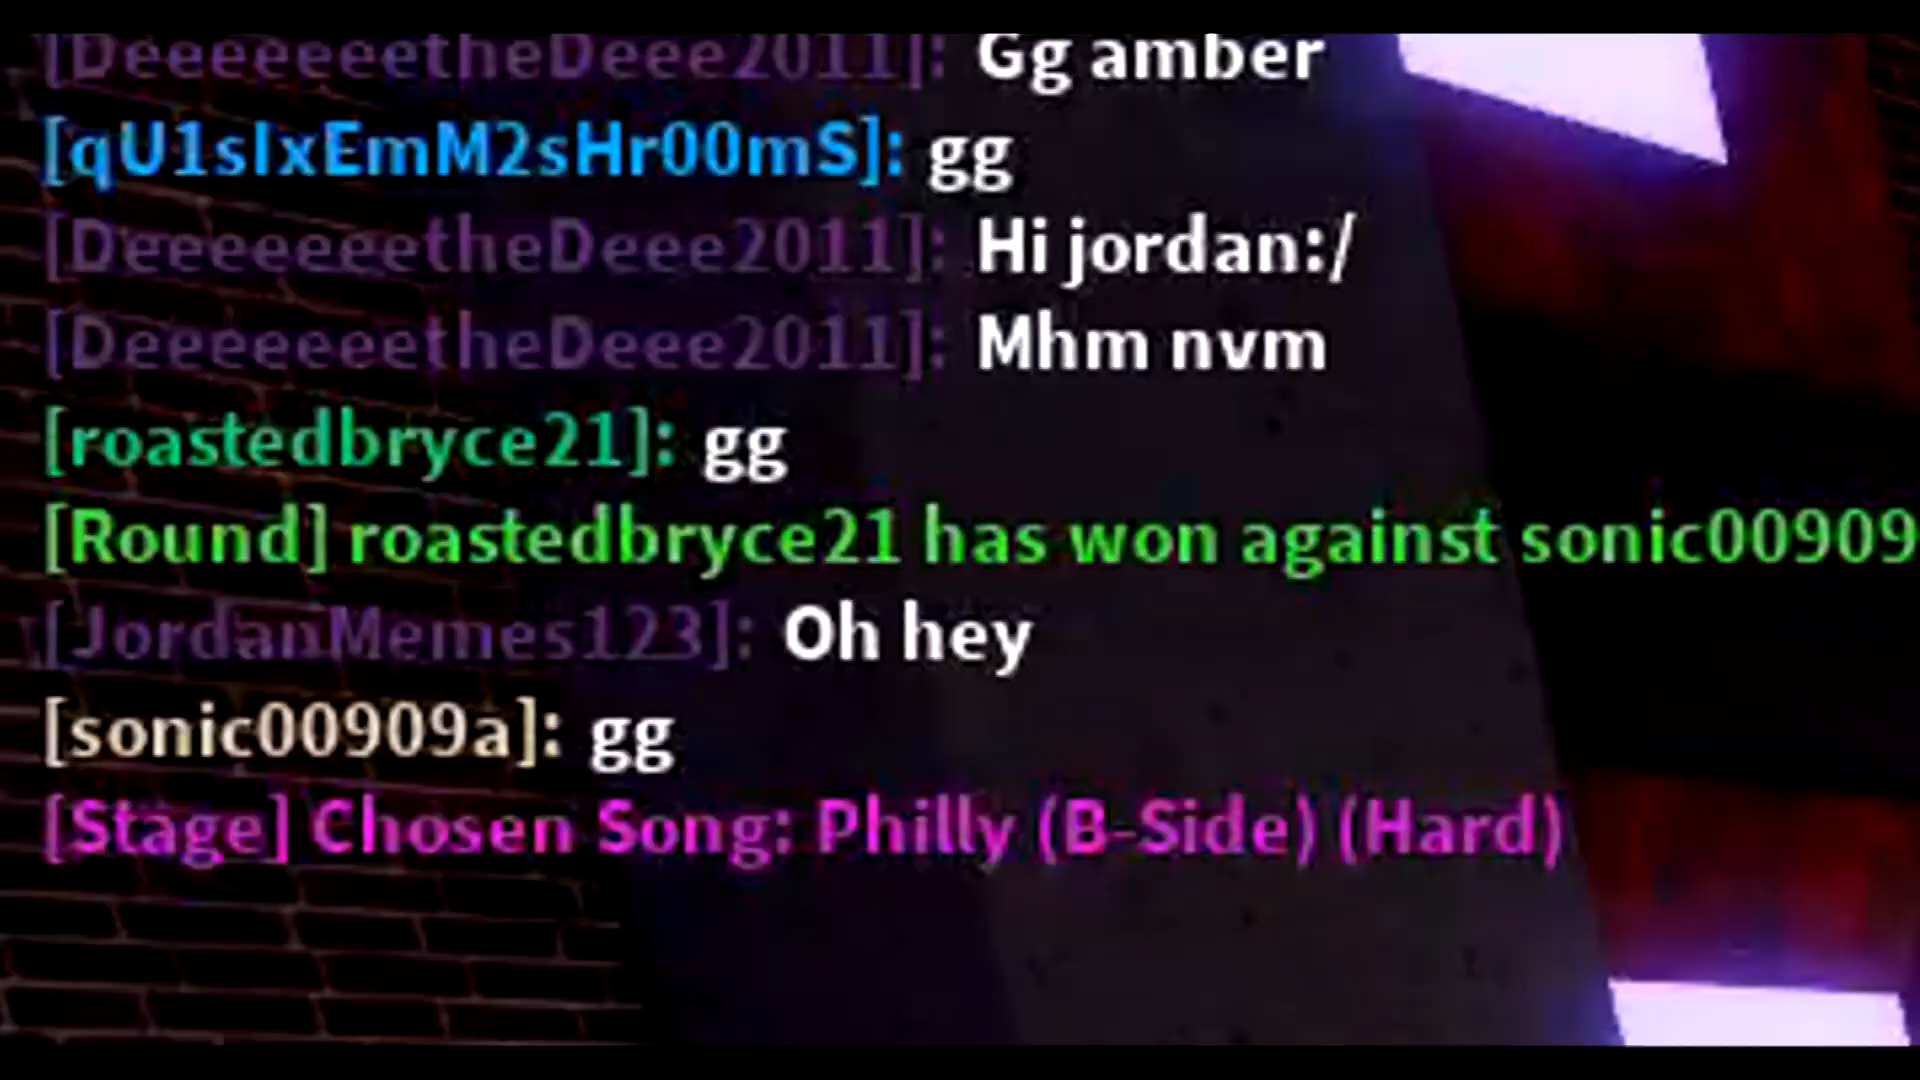 [DeeeeeeetheDeee2011]: Gg amber
[qU1sIxEmM2sHr00mS]: gg
[DeeeeeeetheDeee2011]: Hi jordan:/
[DeeeeeeetheDeee2011]: Mhm nvm
[roastedbryce21]: gg
[Round] roastedbryce21 has won against sonic00909
[JordanMemes123]: Oh hey
[sonic00909a]: gg
[Stage] Chosen Song: Philly (B-Side) (Hard)